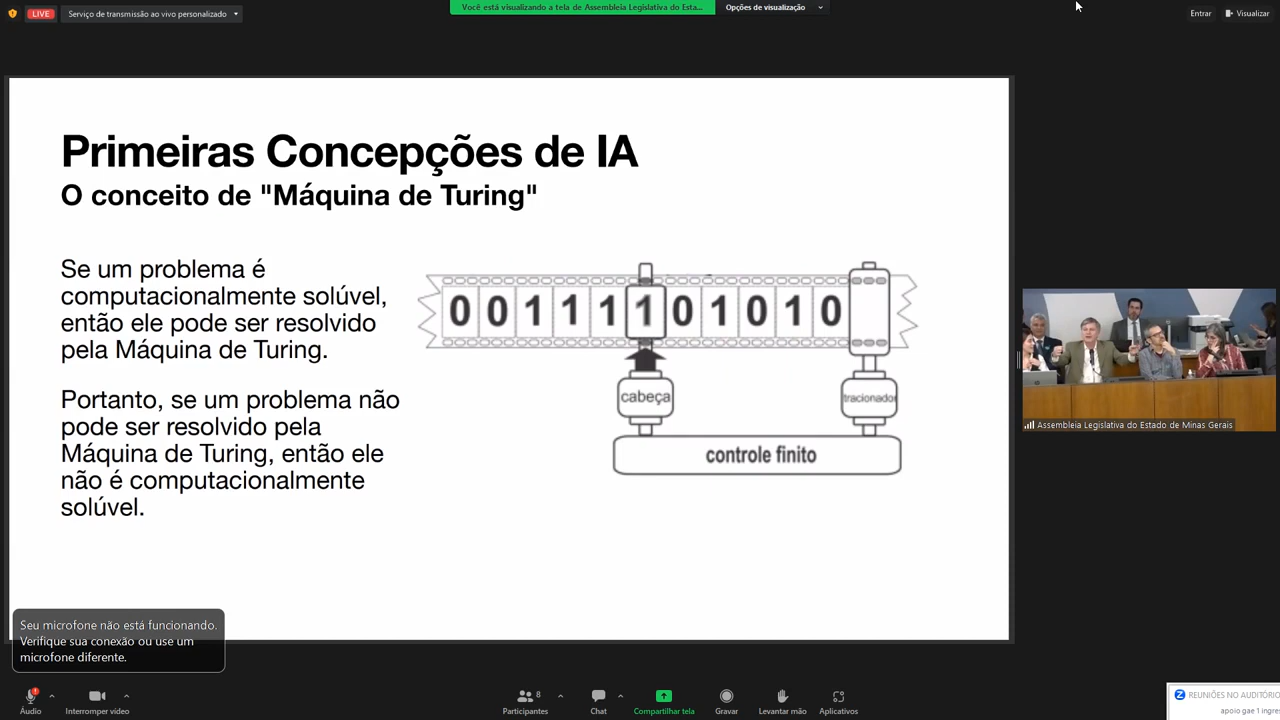 LIVE
Serviço de transmissão ao vivo personalizado
Você está visualizando a tela de Assembleia Legislativa do Esta...
Opções de visualização
Entrar
Visualizar
Primeiras Concepções de IA
O conceito de "Máquina de Turing"
Se um problema é
computacionalmente solúvel,
então ele pode ser resolvido
pela Máquina de Turing.
Portanto, se um problema não
pode ser resolvido pela
Máquina de Turing, então ele
não é computacionalmente
solúvel.
0 0 1 1 1 1 0 1 0 1 0
cabeça
tracionador
controle finito
Assembleia Legislativa do Estado de Minas Gerais
Seu microfone não está funcionando.
Verifique sua conexão ou use um
microfone diferente.
Áudio
Interromper vídeo
8
Participantes
Chat
Compartilhar tela
Gravar
Levantar mão
Aplicativos
REUNIÕES NO AUDITÓRIO
apoio gae 1 ingre